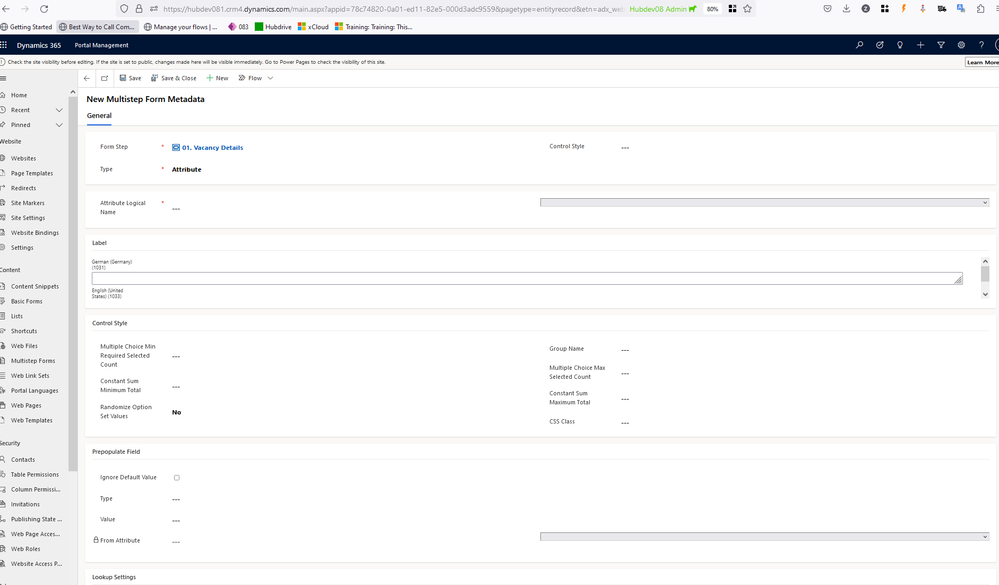 https://hubdev081.crm4.dynamics.com/main.aspx?appid=78c74820-0a01-ed11-82e5-000d3adc9559&pagetype=entityrecord&etn=adx_web Hubdev08 Admin 80%
Getting Started Best Way to Call Com... Manage your flows | ... 083 Hubdrive xCloud Training: Training: This...
Dynamics 365 Portal Management
Check the site visibility before editing. If the site is set to public, changes made here will be visible immediately. Go to Power Pages to check the visibility of this site. Learn More
Save Save & Close New Flow
Home
Recent
Pinned
Website
Websites
Page Templates
Redirects
Site Markers
Site Settings
Website Bindings
Settings
Content
Content Snippets
Basic Forms
Lists
Shortcuts
Web Files
Multistep Forms
Web Link Sets
Portal Languages
Web Pages
Web Templates
Security
Contacts
Table Permissions
Column Permissi...
Invitations
Publishing State ...
Web Page Acces...
Web Roles
Website Access P...
New Multistep Form Metadata
General
Form Step * 01. Vacancy Details
Control Style ---
Type * Attribute
Attribute Logical
Name * ---
Label
German (Germany)
(1031)
English (United
States) (1033)
Control Style
Multiple Choice Min
Required Selected
Count ---
Constant Sum
Minimum Total ---
Randomize Option
Set Values No
Group Name ---
Multiple Choice Max
Selected Count ---
Constant Sum
Maximum Total ---
CSS Class ---
Prepopulate Field
Ignore Default Value
Type ---
Value ---
From Attribute ---
Lookup Settings